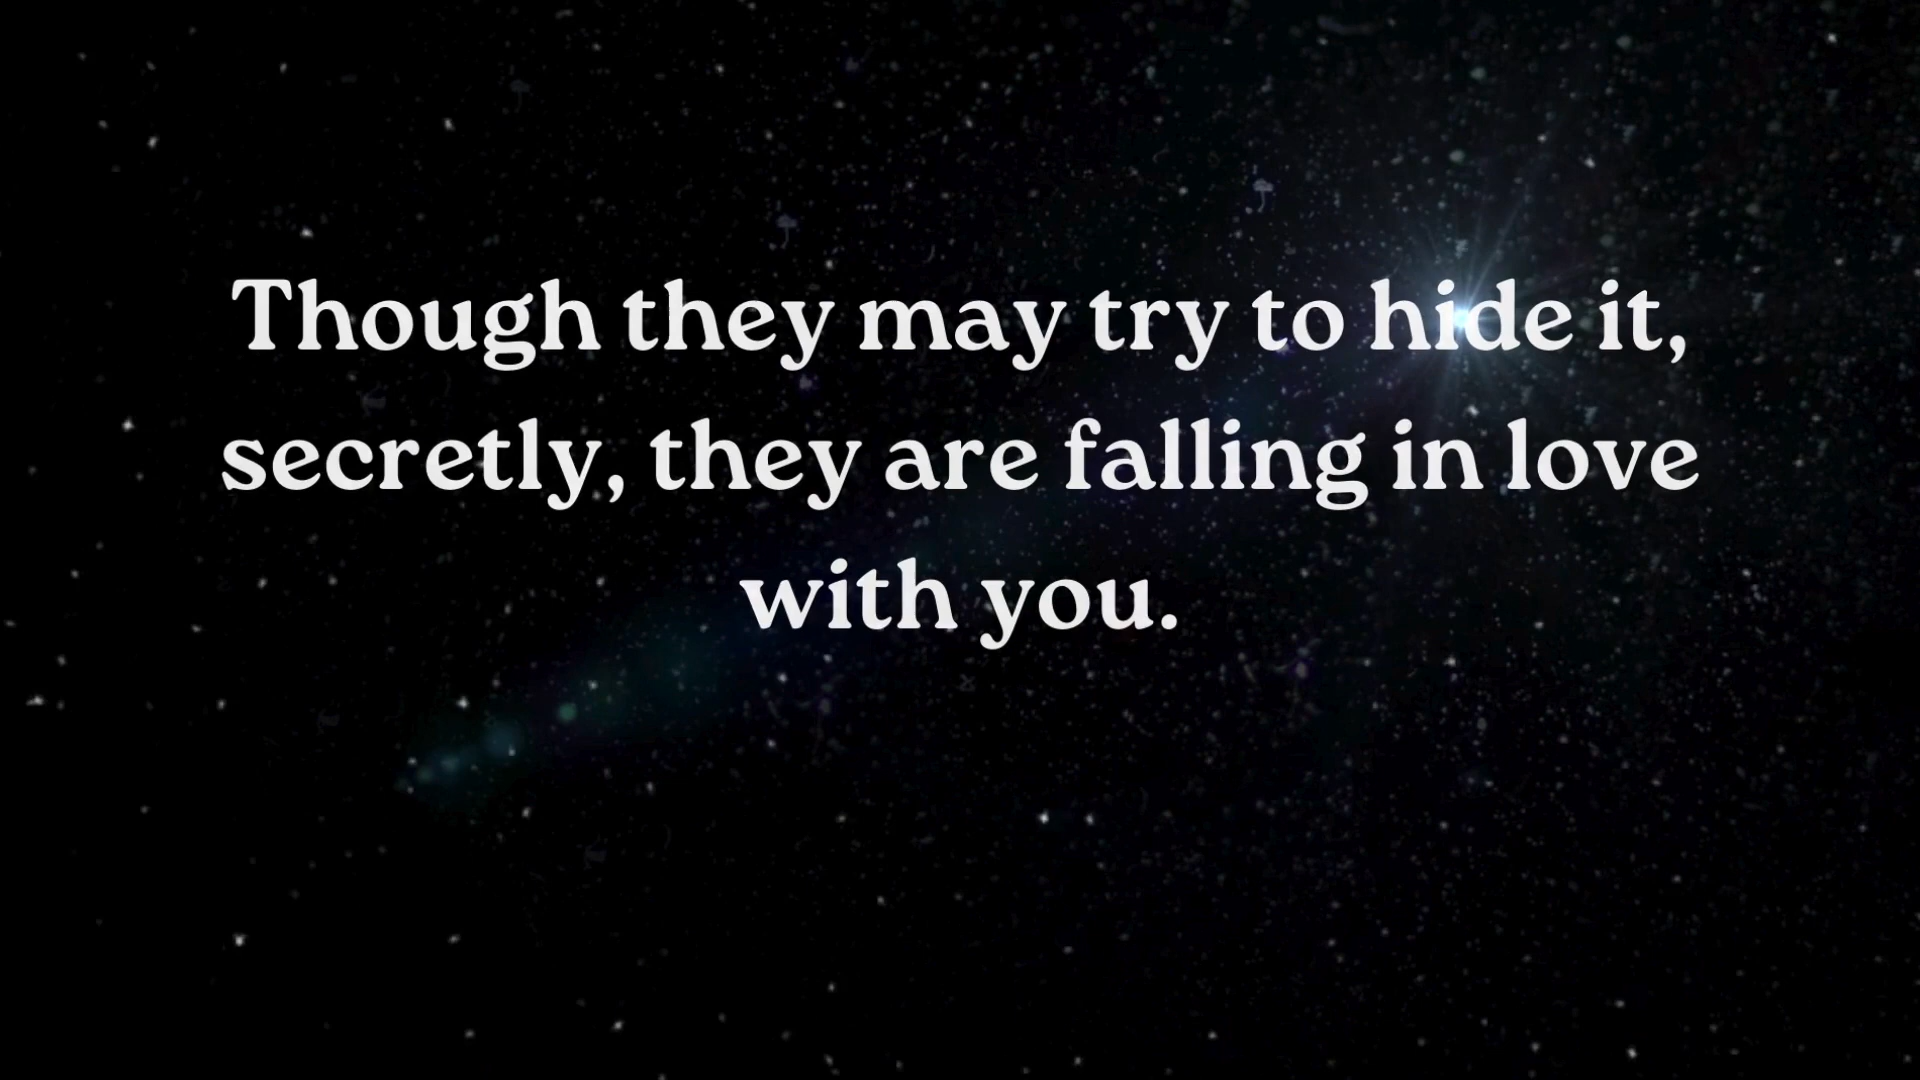 Though they may try to hide it,
secretly, they are falling in love
with you.